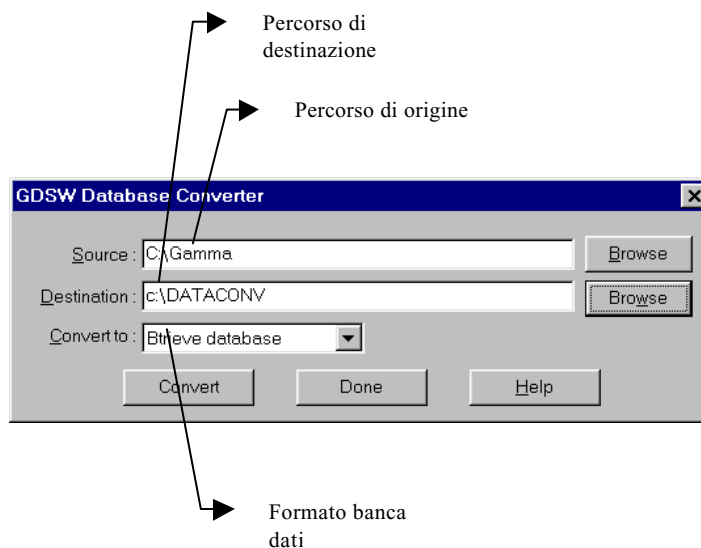 Percorso di
destinazione
Percorso di origine
GDSW Database Converter
Source : C:\Gamma
Browse
Destination : c:\DATACONV
Browse
Convert to : Btrieve database
Convert
Done
Help
Formato banca
dati